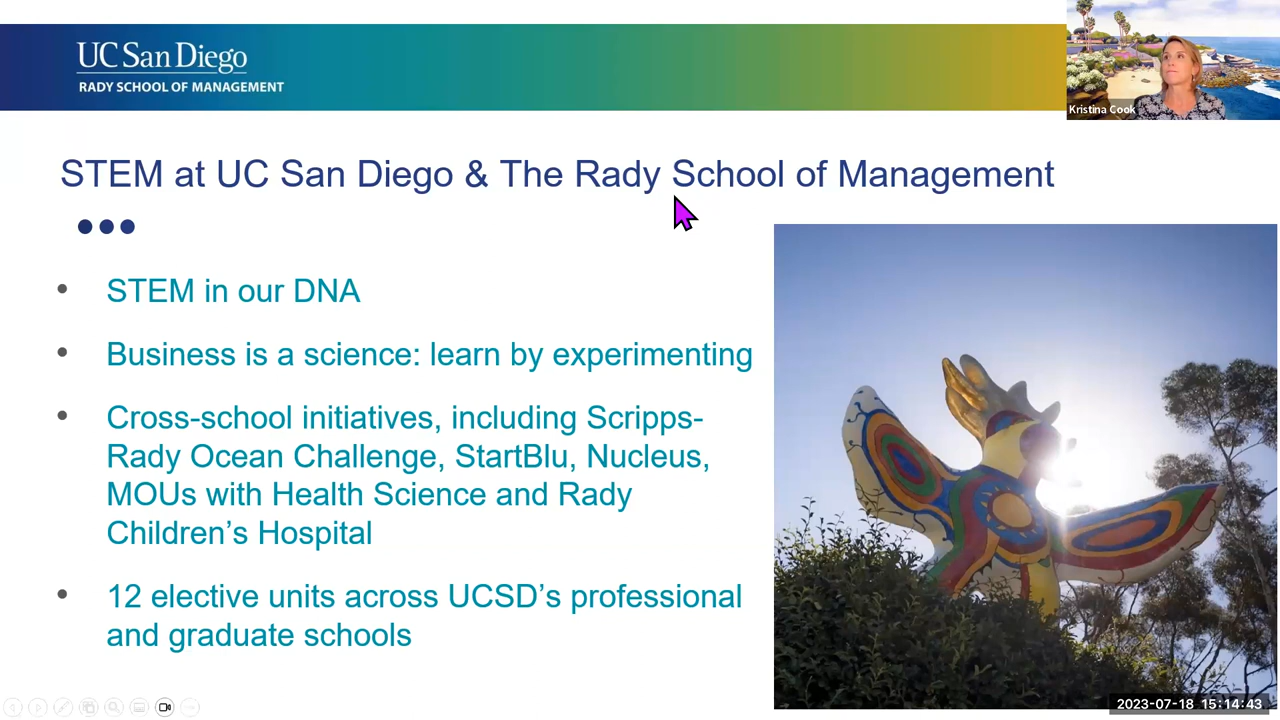 UC San Diego
RADY SCHOOL OF MANAGEMENT
Kristina Cook
STEM at UC San Diego & The Rady School of Management
• STEM in our DNA
• Business is a science: learn by experimenting
• Cross-school initiatives, including Scripps-
Rady Ocean Challenge, StartBlu, Nucleus,
MOUs with Health Science and Rady
Children’s Hospital
• 12 elective units across UCSD’s professional
and graduate schools
2023-07-18 15:14:43